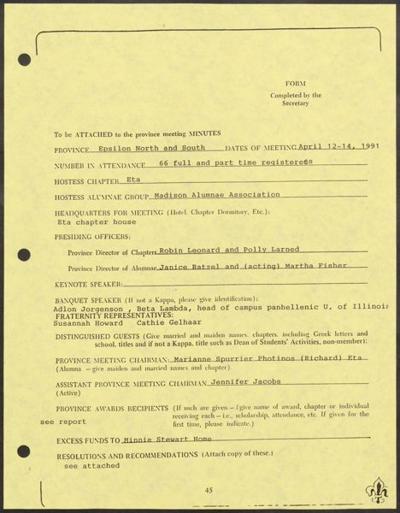 FORM
Completed by the
Secretary
To be ATTACHED to the province meeting MINUTES
PROVINCE Epsilon North and South DATES OF MEETING April 12-14, 1991
NUMBER IN ATTENDANCE 66 full and part time registered
HOSTESS CHAPTER Eta
HOSTESS ALUMNAE GROUP Madison Alumnae Association
HEADQUARTERS FOR MEETING (Hotel, Chapter Dormitory, Etc.):
Eta chapter house
PRESIDING OFFICERS:
Province Director of Chapters Robin Leonard and Polly Larned
Province Director of Alumnae Janice Batzel and (acting) Martha Fisher
KEYNOTE SPEAKER:
BANQUET SPEAKER (If not a Kappa, please give identification):
Adlon Jorgenson , Beta Lambda, head of campus panhellenic U. of Illinois
FRATERNITY REPRESENTATIVES:
Susannah Howard Cathie Gelhaar
DISTINGUISHED GUESTS (Give married and maiden names, chapters, including Greek letters and
school, titles and if not a Kappa, title such as Dean of Students' Activities, non-member):
PROVINCE MEETING CHAIRMAN: Marianne Spurrier Photinos (Richard) Eta
(Alumna - give maiden and married names and chapter)
ASSISTANT PROVINCE MEETING CHAIRMAN Jennifer Jacobs
(Active)
PROVINCE AWARDS RECIPIENTS (If such are given - (give name of award, chapter or individual
receiving each - i.e., scholarship, attendance, etc. If given for the
see report
first time, please indicate.)
EXCESS FUNDS TO Minnie Stewart Home
RESOLUTIONS AND RECOMMENDATIONS (Attach copy of these.)
see attached
45